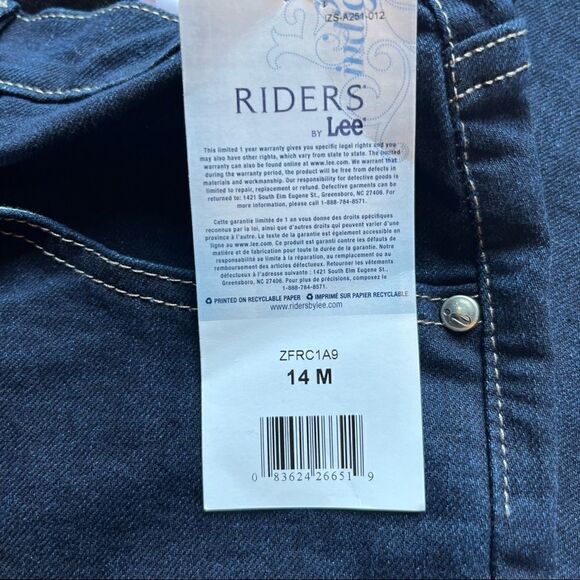 IZS-A251-012
indigo
RIDERS®
BY Lee®
This limited 1 year warranty gives you specific legal rights and you
may also have other rights, which vary from state to state. The limited
warranty can also be found online at www.lee.com. We warrant that
during the warranty period, the product will be free from defects in
materials and workmanship. Our responsibility for defective goods is
limited to repair, replacement or refund. Defective garments can be
returned to: 1421 South Elm Eugene St., Greensboro, NC 27406. For
more information, please call 1-888-784-8571.
Cette garantie limitée de 1 an vous donne des droits spécifiques
reconnus par la loi, ainsi que d'autres droits qui peuvent varier d'une
province à l'autre. Le texte de la garantie est également accessible en
ligne au www.lee.com. Ce produit est garanti contre les défauts de
matière et de fabrication pour toute la durée de la garantie. Notre
responsabilité se limite à la réparation, au remplacement ou au
remboursement des articles défectueux. Retourner les vêtements
défectueux à l'adresse suivante : 1421 South Elm Eugene St.,
Greensboro, NC 27406. Pour de plus amples informations, composez le
1-888-784-8571.
PRINTED ON RECYCLABLE PAPER IMPRIMÉ SUR PAPIER RECYCLABLE
www.ridersbylee.com
ZFRC1A9
14 M
0 83624 26651 9